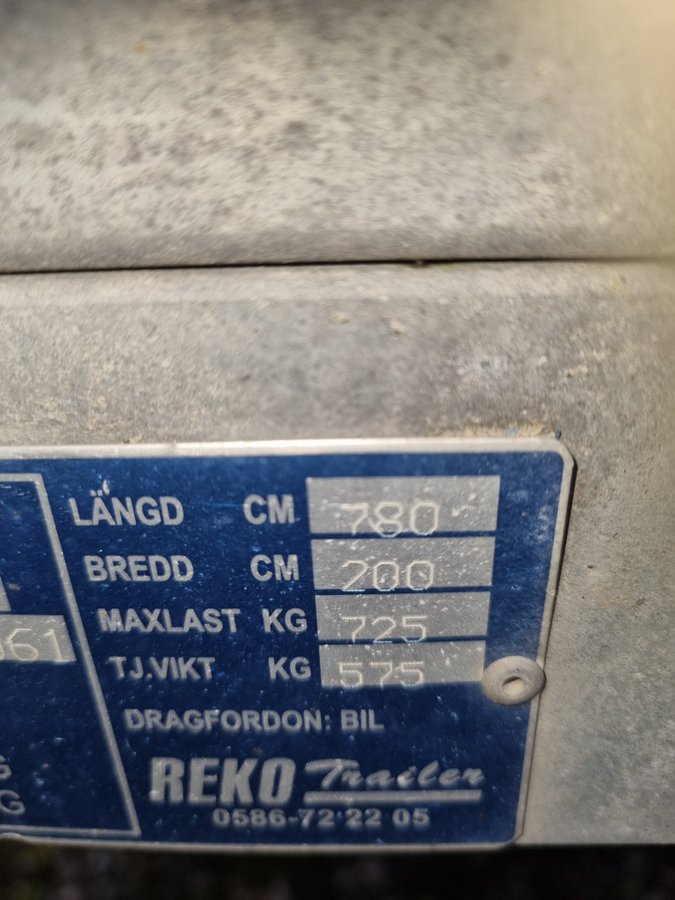 LÄNGD CM 780
BREDD CM 200
MAXLAST KG 725
061
TJ.VIKT KG 575
DRAGFORDON: BIL
REKO Trailer
G
0586-72 22 05